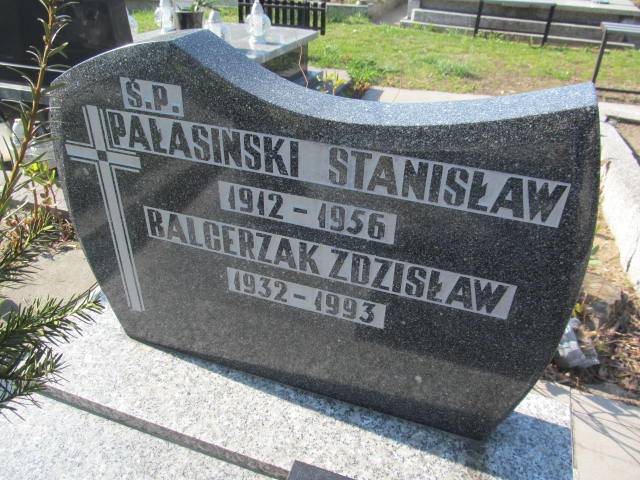 Ś.P.
PAŁASINSKI STANISŁAW
1912-1956
BALCERZAK ZDZISŁAW
1932-1993